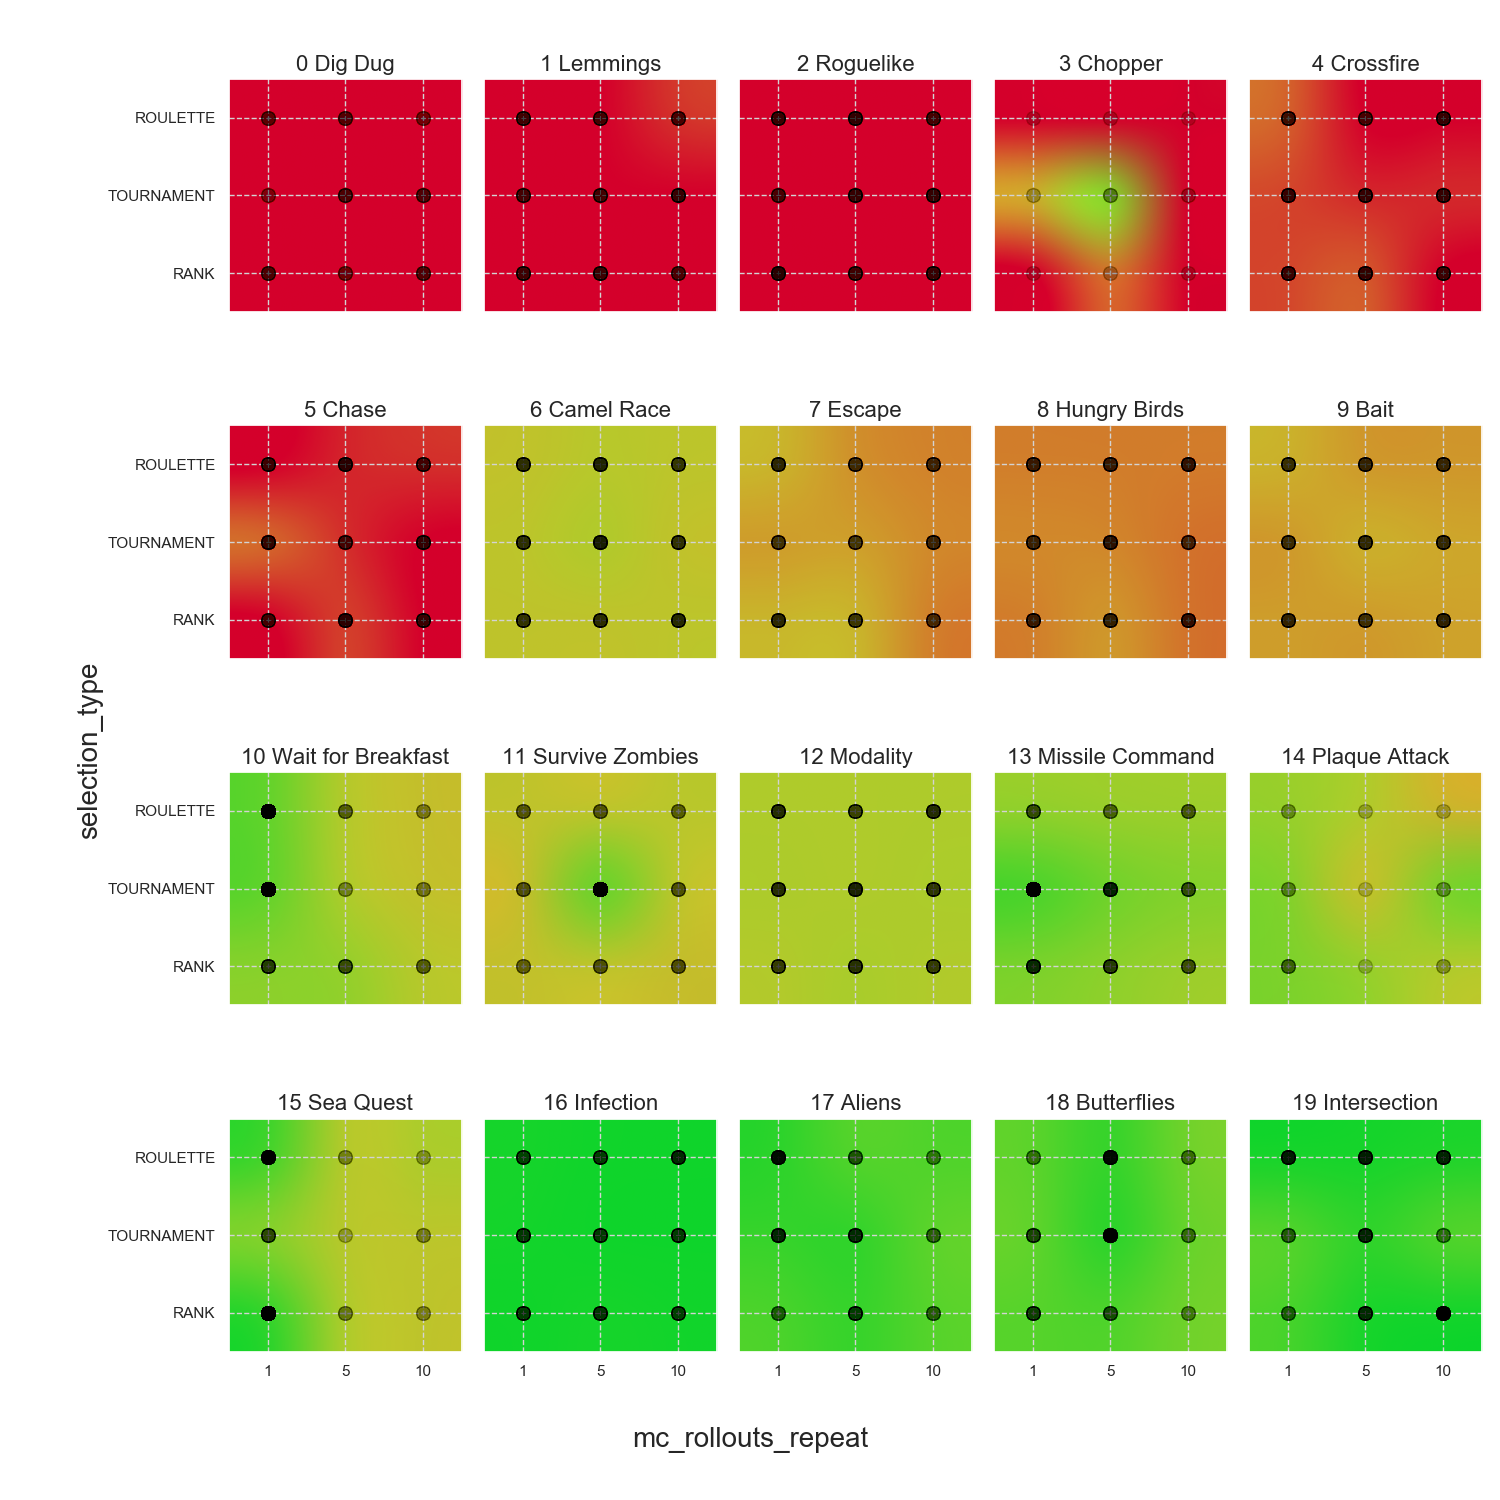 0 Dig Dug
1 Lemmings
2 Roguelike
3 Chopper
4 Crossfire
ROULETTE
TOURNAMENT
RANK
5 Chase
6 Camel Race
7 Escape
8 Hungry Birds
9 Bait
ROULETTE
TOURNAMENT
RANK
selection_type
10 Wait for Breakfast
11 Survive Zombies
12 Modality
13 Missile Command
14 Plaque Attack
ROULETTE
TOURNAMENT
RANK
15 Sea Quest
16 Infection
17 Aliens
18 Butterflies
19 Intersection
ROULETTE
TOURNAMENT
RANK
1 5 10
1 5 10
1 5 10
1 5 10
1 5 10
mc_rollouts_repeat